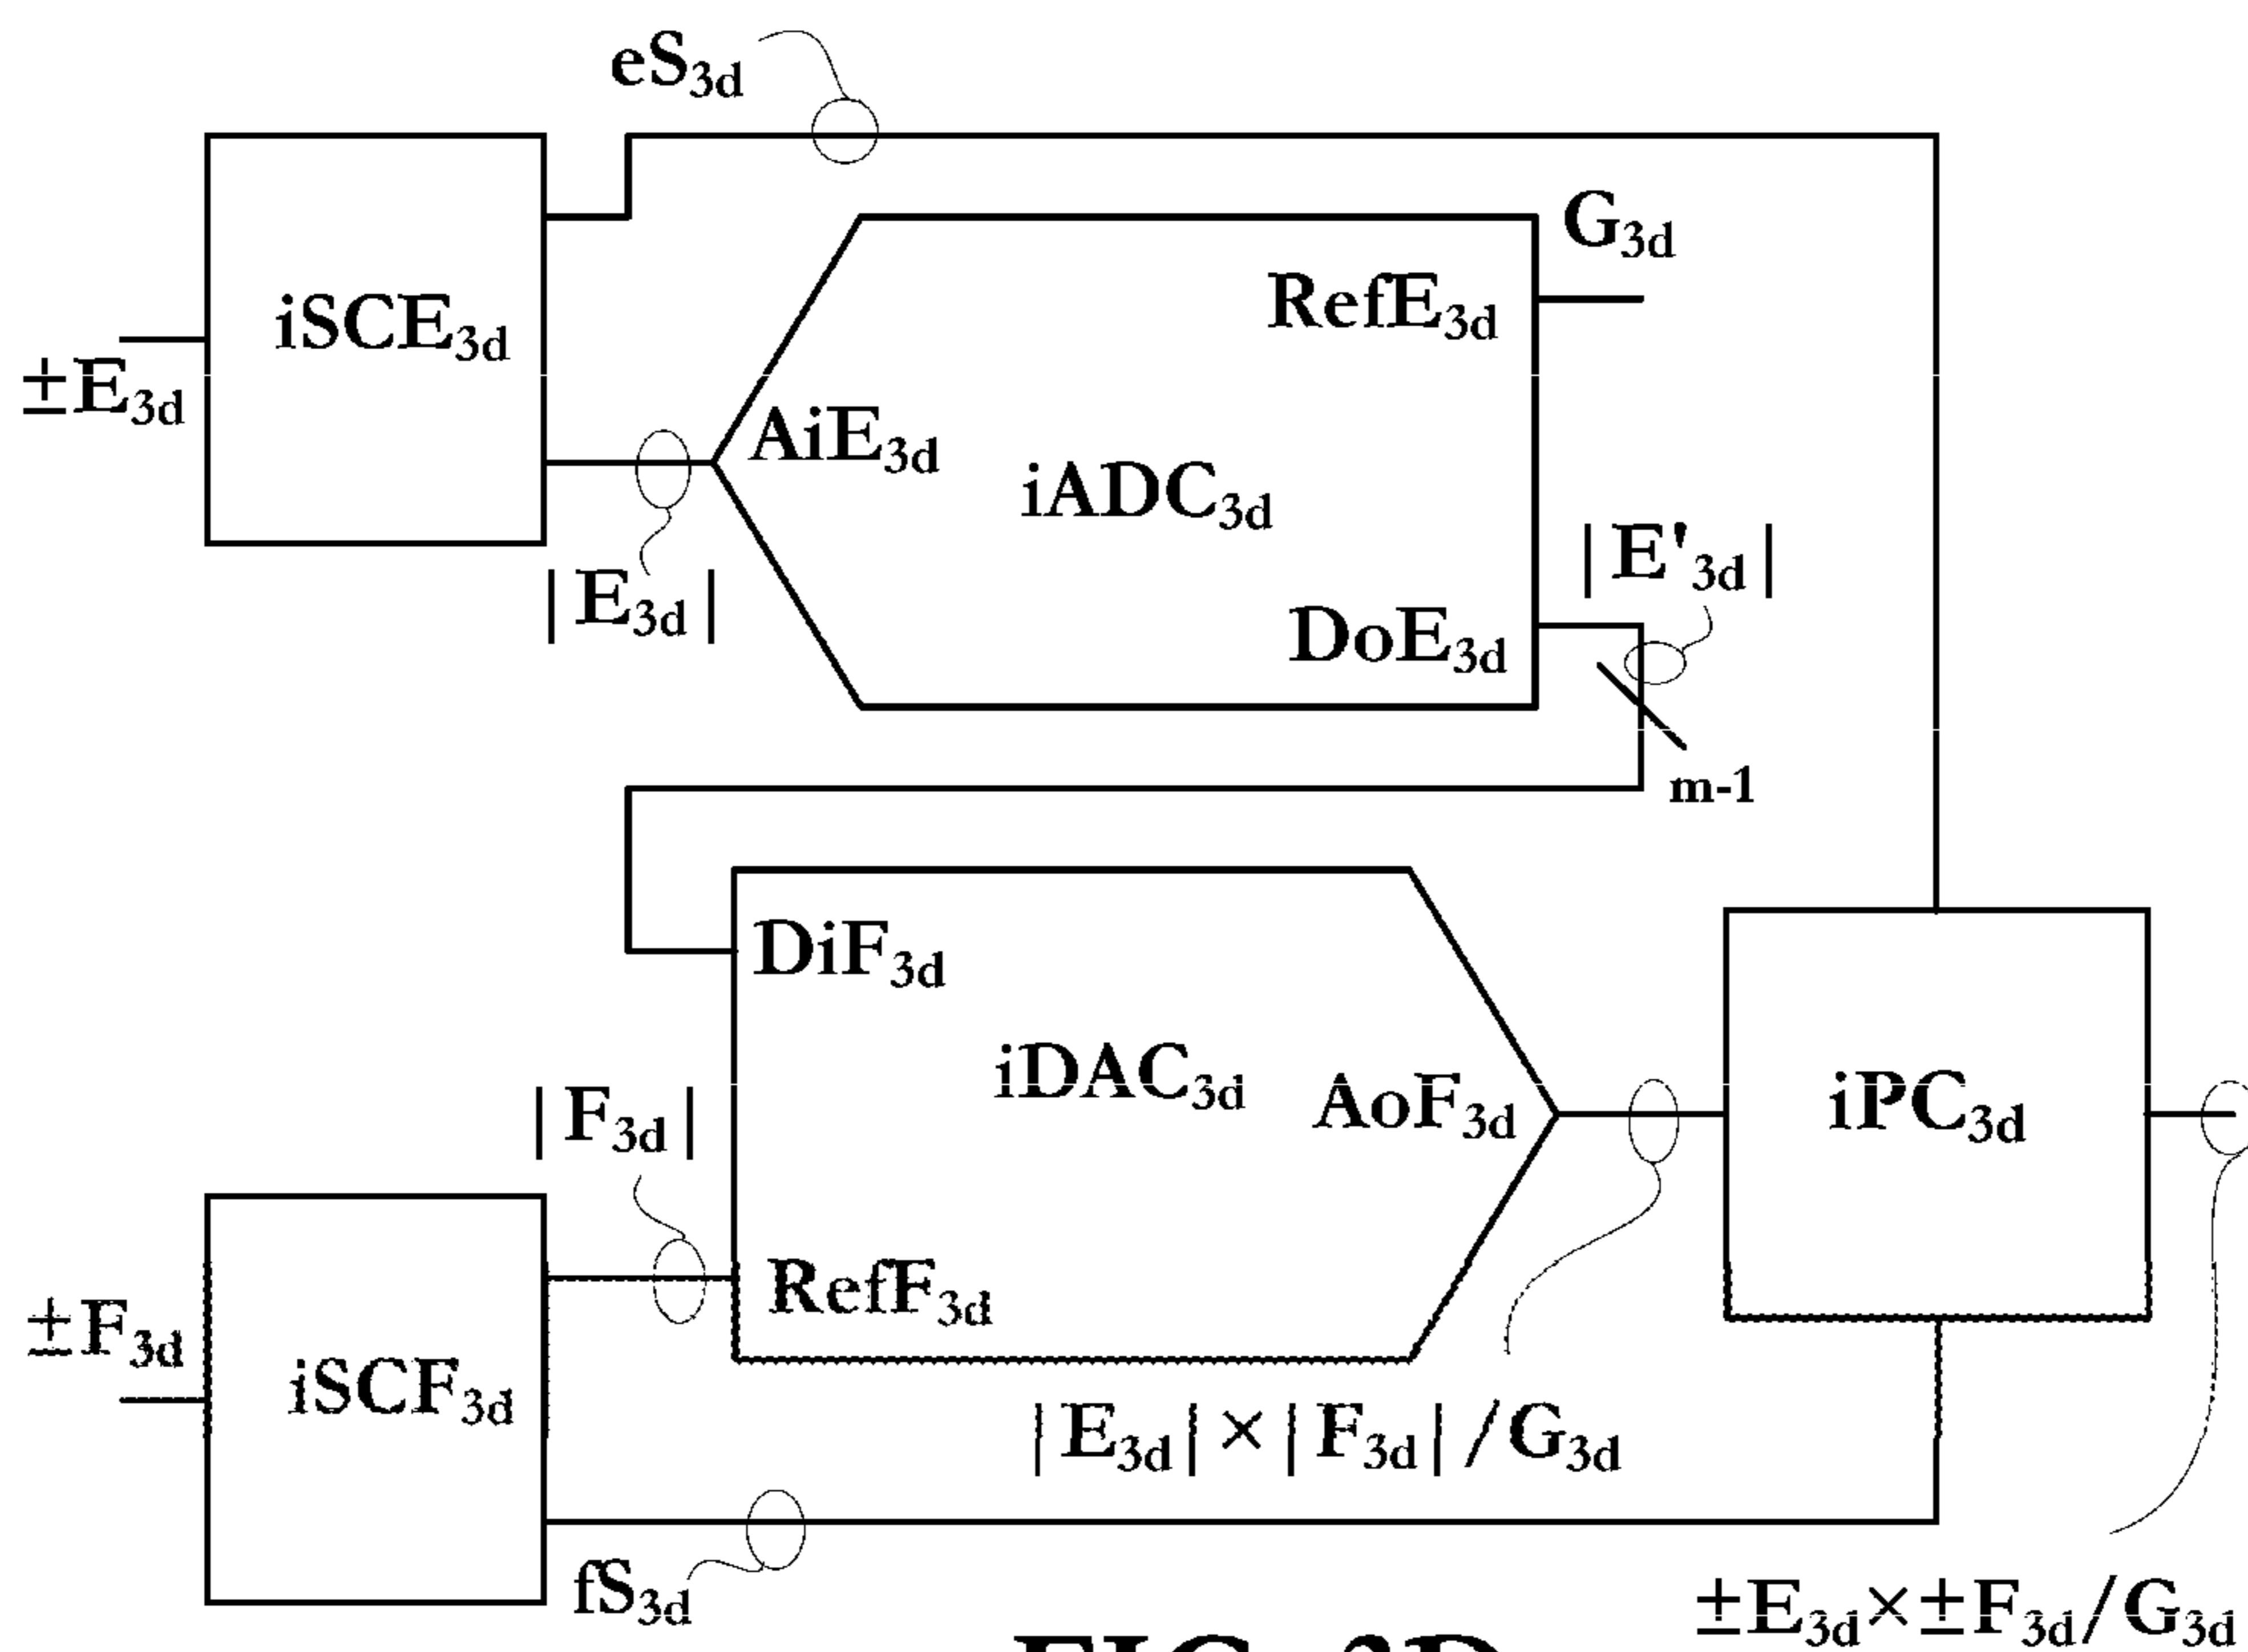 eS3d
G3d
iSCE3d
RefE3d
±E3d
AiE3d
iADC3d
|E'3d|
|E3d|
DoE3d
m-1
DiF3d
iDAC3d
|F3d|
AoF3d
iPC3d
RefF3d
±F3d
iSCF3d
|E3d|×|F3d|/G3d
fS3d
±E3d×±F3d/G3d